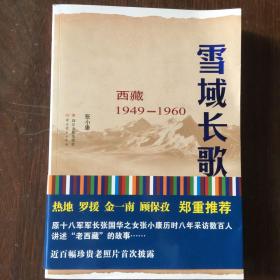 雪域长歌
西藏
1949—1960
张小康
热地 罗援 金一南 顾保孜 郑重推荐
原十八军军长张国华之女张小康历时八年采访数百人
讲述“老西藏”的故事……
近百幅珍贵老照片首次披露